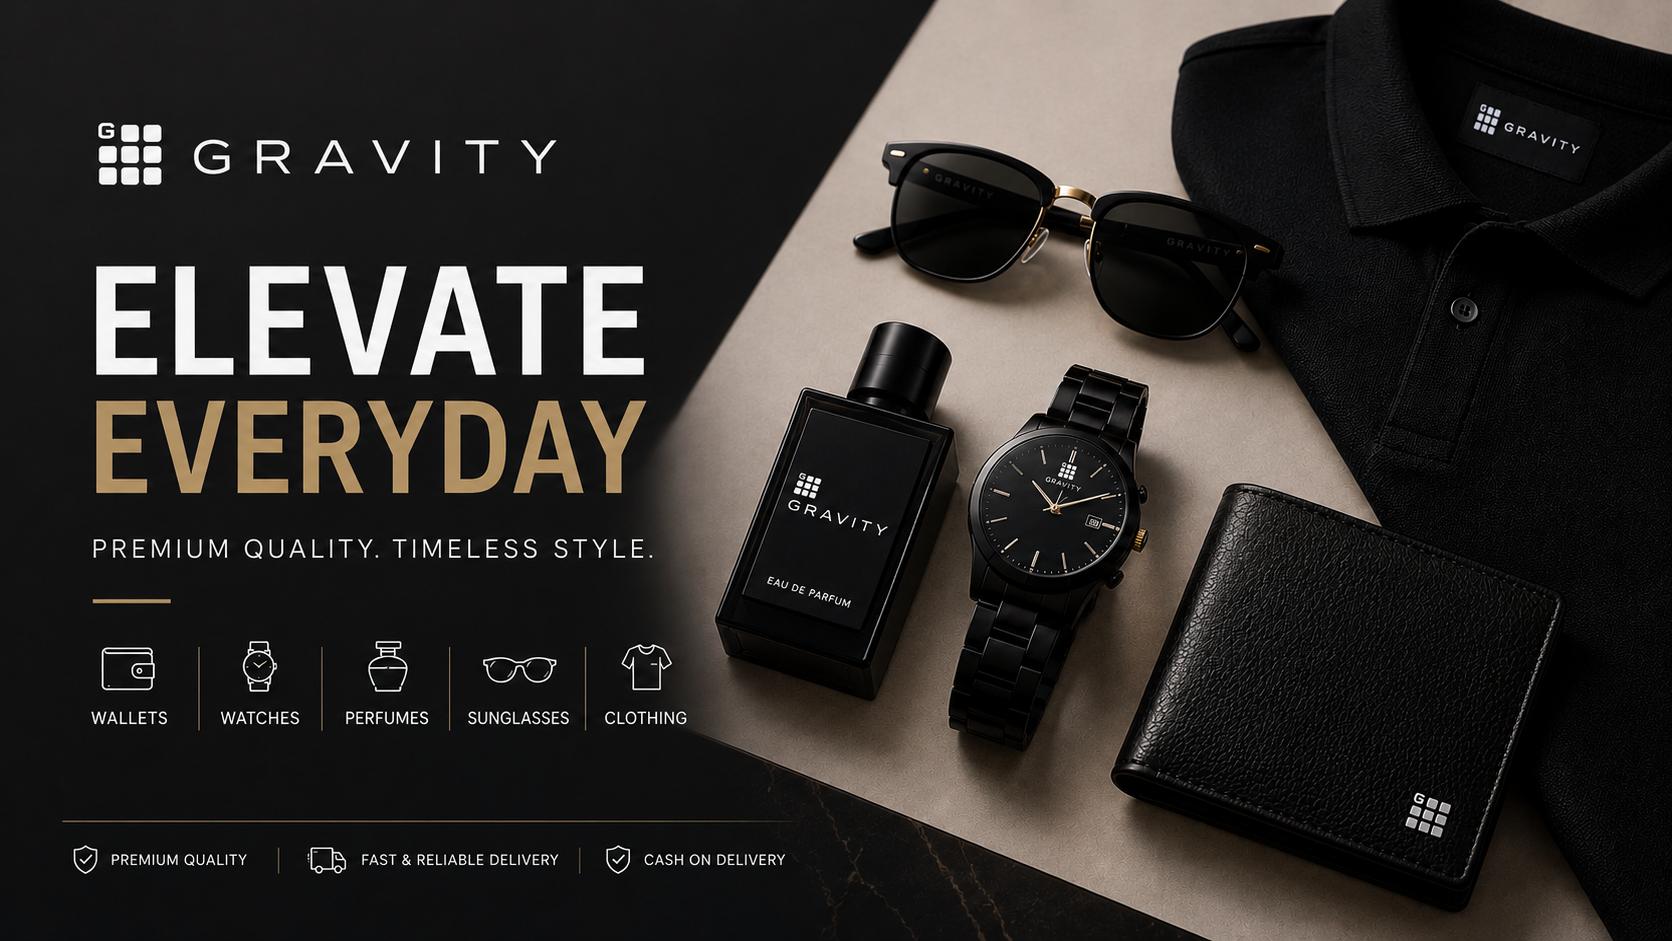 G
GRAVITY
ELEVATE
EVERYDAY
PREMIUM QUALITY. TIMELESS STYLE.
WALLETS
WATCHES
PERFUMES
SUNGLASSES
CLOTHING
PREMIUM QUALITY
FAST & RELIABLE DELIVERY
CASH ON DELIVERY
G
GRAVITY
GRAVITY
GRAVITY
G
GRAVITY
EAU DE PARFUM
G
GRAVITY
G